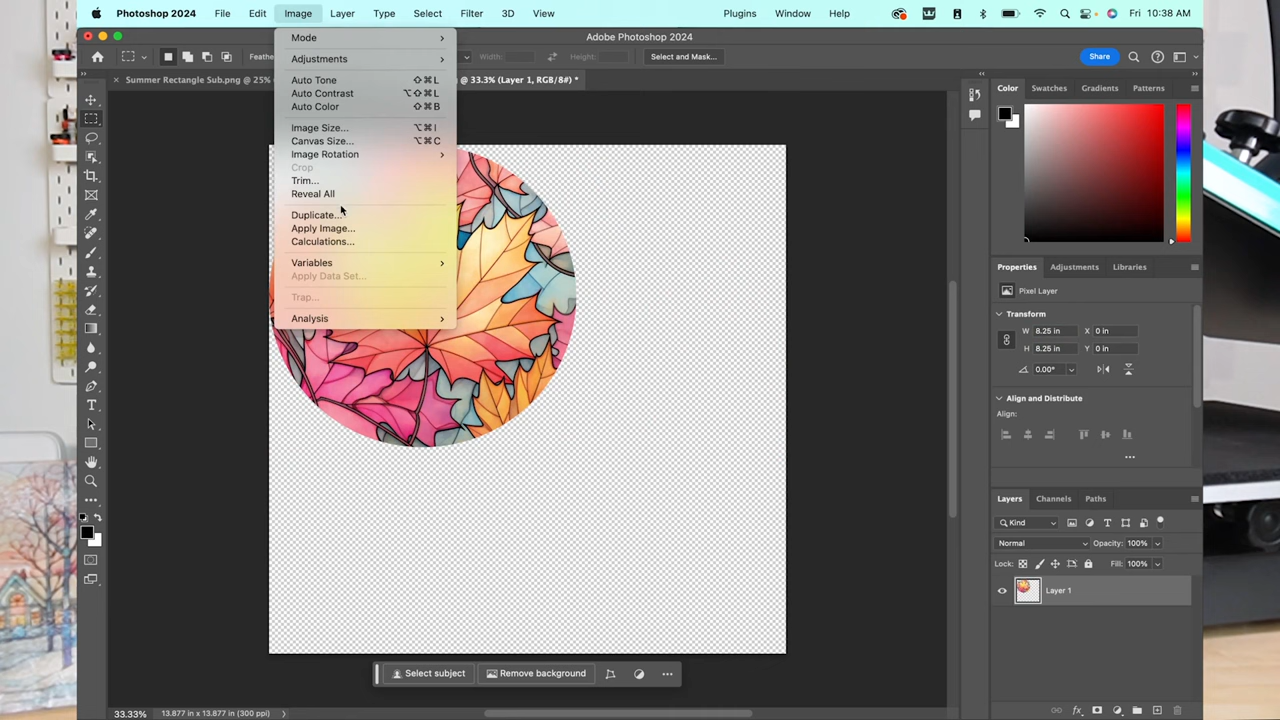 Photoshop 2024 File Edit Image Layer Type Select Filter 3D View Plugins Window Help Fri 10:38 AM
Adobe Photoshop 2024
Feathe Width: Height: Select and Mask... Share
× Summer Rectangle Sub.png @ 25% @ 33.3% (Layer 1, RGB/8#) *
Mode
Adjustments
Auto Tone ⇧⌘L
Auto Contrast ⌥⇧⌘L
Auto Color ⇧⌘B
Image Size... ⌥⌘I
Canvas Size... ⌥⌘C
Image Rotation
Crop
Trim...
Reveal All
Duplicate...
Apply Image...
Calculations...
Variables
Apply Data Set...
Trap...
Analysis
Color Swatches Gradients Patterns
Properties Adjustments Libraries
Pixel Layer
Transform
W 8.25 in X 0 in
H 8.25 in Y 0 in
0.00°
Align and Distribute
Align:
Layers Channels Paths
Kind
Normal Opacity: 100%
Lock: Fill: 100%
Layer 1
Select subject Remove background
33.33% 13.877 in x 13.877 in (300 ppi)